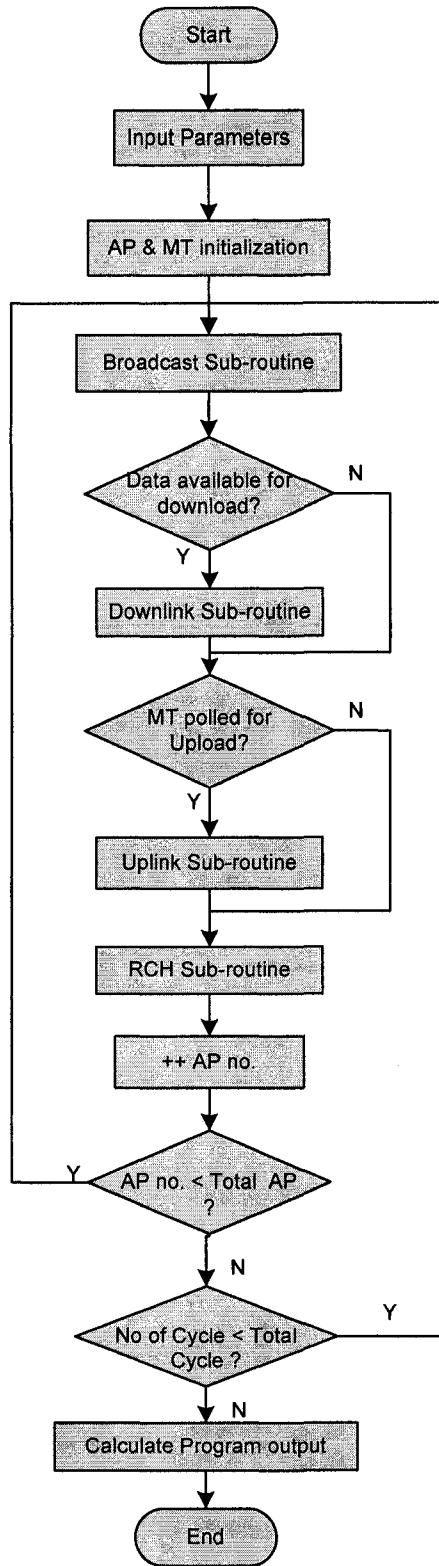 Start
Input Parameters
AP & MT initialization
Broadcast Sub-routine
Data available for
download?
N
Y
Downlink Sub-routine
MT polled for
Upload?
N
Y
Uplink Sub-routine
RCH Sub-routine
++ AP no.
AP no. < Total AP
?
Y
N
No of Cycle < Total
Cycle ?
Y
N
Calculate Program output
End